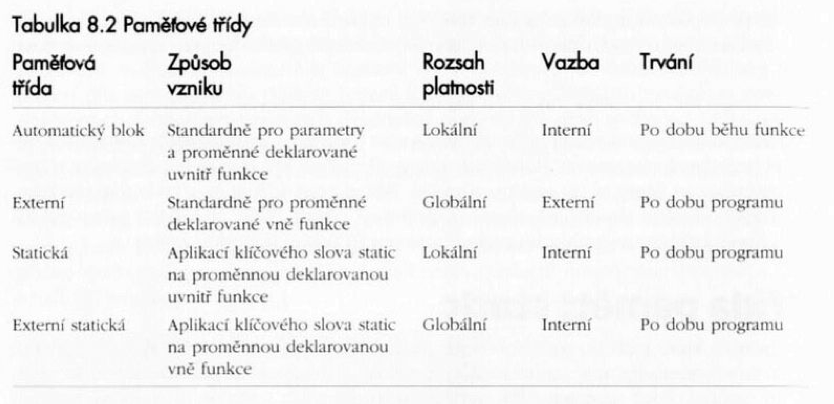 Tabulka 8.2 Paměťové třídy
Paměťová Způsob Rozsah Vazba Trvání
třída vzniku platnosti
Automatický blok Standardně pro parametry Lokální Interní Po dobu běhu funkce
a proměnné deklarované
uvnitř funkce
Externí Standardně pro proměnné Globální Externí Po dobu programu
deklarované vně funkce
Statická Aplikací klíčového slova static Lokální Interní Po dobu programu
na proměnnou deklarovanou
uvnitř funkce
Externí statická Aplikací klíčového slova static Globální Interní Po dobu programu
na proměnnou deklarovanou
vně funkce